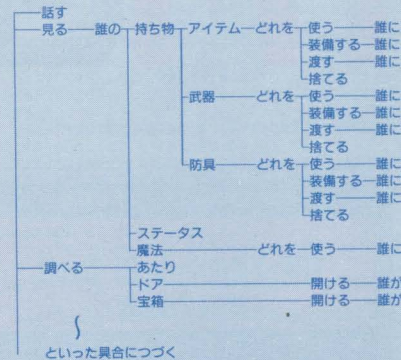 話す
見る 誰の 持ち物 アイテム どれを 使う 誰に
装備する 誰に
渡す 誰に
捨てる
武器 どれを 使う 誰に
装備する 誰に
渡す 誰に
捨てる
防具 どれを 使う 誰に
装備する 誰に
渡す 誰に
捨てる
ステータス
魔法 どれを 使う 誰に
調べる あたり
ドア 開ける 誰が
宝箱 開ける 誰が
といった具合につづく